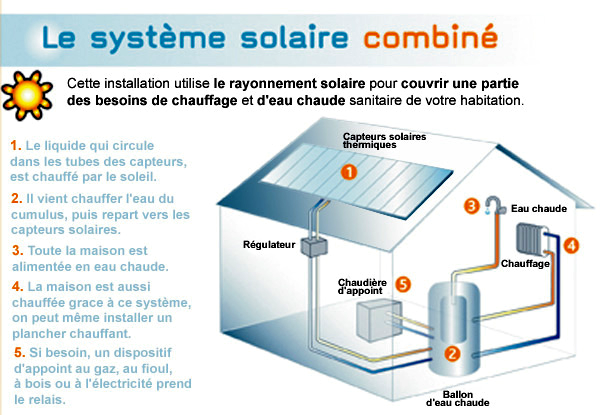 Le système solaire combiné
Cette installation utilise le rayonnement solaire pour couvrir une partie
des besoins de chauffage et d'eau chaude sanitaire de votre habitation.
1. Le liquide qui circule
dans les tubes des capteurs,
est chauffé par le soleil.
2. Il vient chauffer l'eau du
cumulus, puis repart vers les
capteurs solaires.
3. Toute la maison est
alimentée en eau chaude.
4. La maison est aussi
chauffée grace à ce système,
on peut même installer un
plancher chauffant.
5. Si besoin, un dispositif
d'appoint au gaz, au fioul,
à bois ou à l'électricité prend
le relais.
Capteurs solaires
thermiques
1
3
Eau chaude
Régulateur
4
Chauffage
Chaudière
d'appoint
5
2
Ballon
d'eau chaude